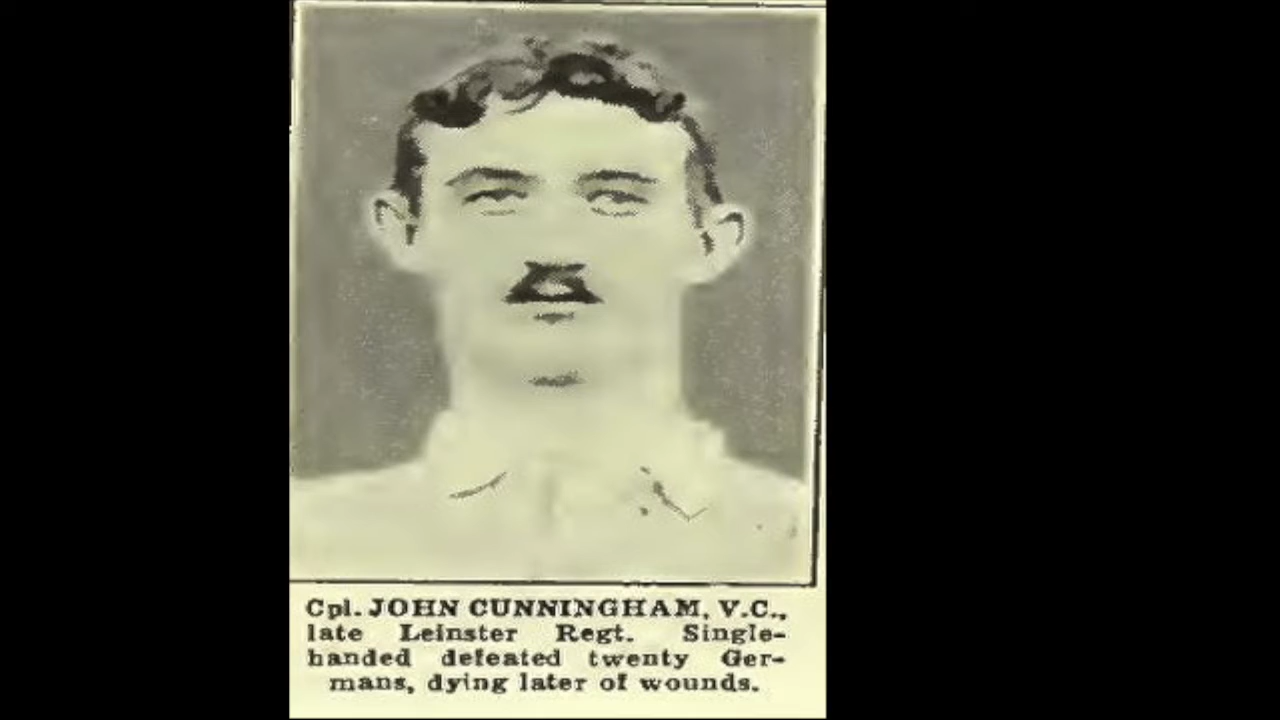 Cpl. JOHN CUNNINGHAM, V.C.,
late Leinster Regt. Single-
handed defeated twenty Ger-
mans, dying later of wounds.